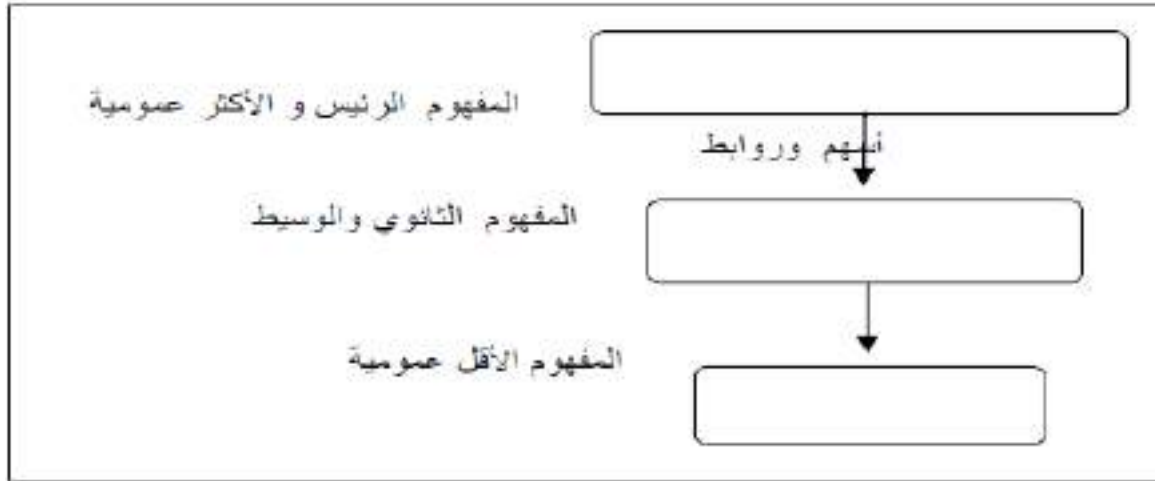 المفهوم الرئيس و الأكثر عمومية
أسهم وروابط
المفهوم الثانوي والوسيط
المفهوم الأقل عمومية